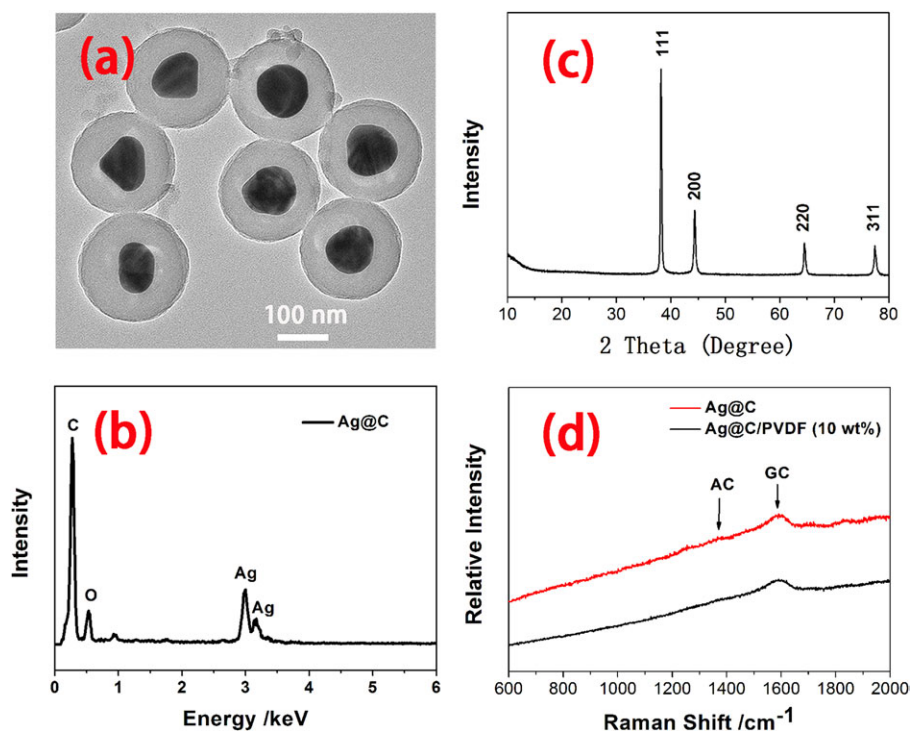 (a)
100 nm
(c)
111
200
220
311
Intensity
10 20 30 40 50 60 70 80
2 Theta (Degree)
(b)
Ag@C
C
O
Ag
Ag
Intensity
0 1 2 3 4 5 6
Energy /keV
(d)
Ag@C
Ag@C/PVDF (10 wt%)
AC
GC
Relative Intensity
600 800 1000 1200 1400 1600 1800 2000
Raman Shift /cm-1